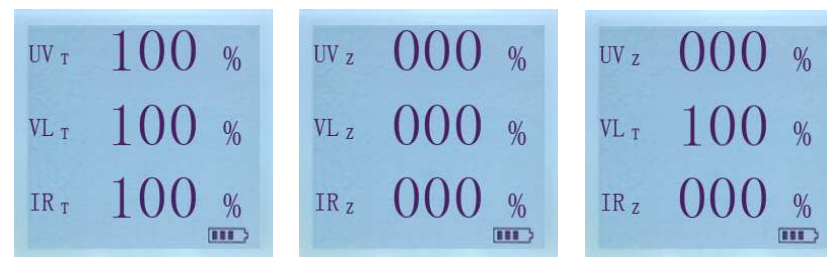 UV T 100 %
VL T 100 %
IR T 100 %
UV Z 000 %
VL Z 000 %
IR Z 000 %
UV Z 000 %
VL T 100 %
IR Z 000 %